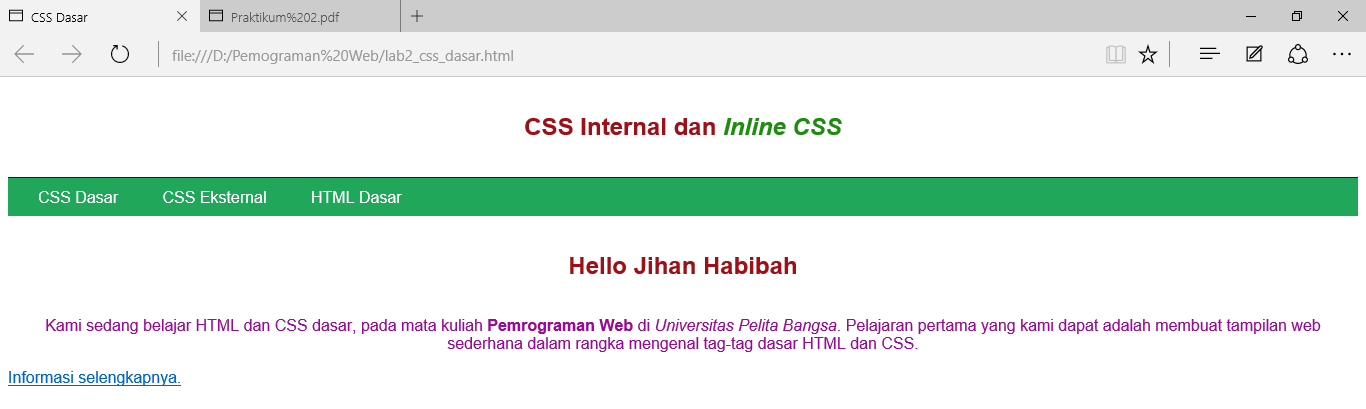 CSS Dasar
Praktikum%202.pdf
file:///D:/Pemograman%20Web/lab2_css_dasar.html
CSS Internal dan Inline CSS
CSS Dasar CSS Eksternal HTML Dasar
Hello Jihan Habibah
Kami sedang belajar HTML dan CSS dasar, pada mata kuliah Pemrograman Web di Universitas Pelita Bangsa. Pelajaran pertama yang kami dapat adalah membuat tampilan web
sederhana dalam rangka mengenal tag-tag dasar HTML dan CSS.
Informasi selengkapnya.